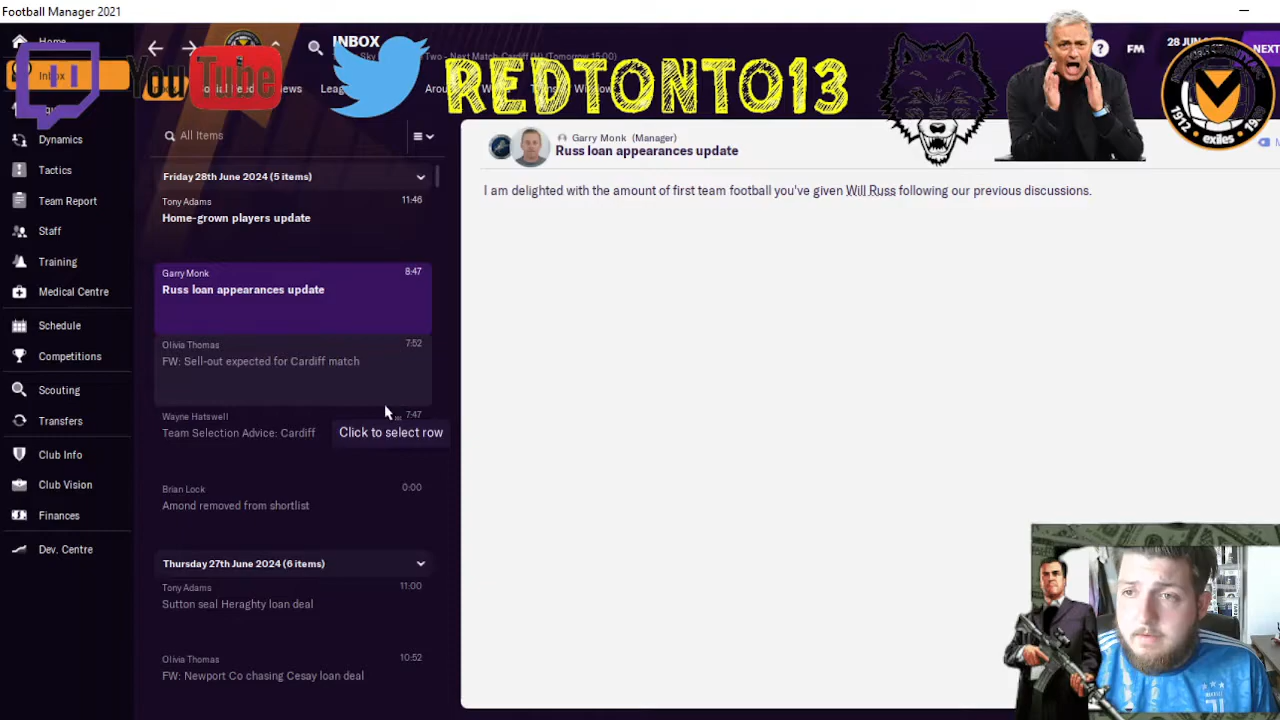 Football Manager 2021
Home
INBOX
Sky
Two - Next Match: Cardiff (H) (Tomorrow 15:00)
FM
28 JUN
NEXT
Inbox
YouTube
REDTONTO13
NEWPORT COUNTY AFC
1912
exiles
Dynamics
Tactics
Team Report
Staff
Training
Medical Centre
Schedule
Competitions
Scouting
Transfers
Club Info
Club Vision
Finances
Dev. Centre
All Items
Friday 28th June 2024 (5 items)
Tony Adams 11:46
Home-grown players update
Garry Monk 8:47
Russ loan appearances update
Olivia Thomas 7:52
FW: Sell-out expected for Cardiff match
Wayne Hatswell 7:47
Team Selection Advice: Cardiff
Click to select row
Brian Lock 0:00
Amond removed from shortlist
Thursday 27th June 2024 (6 items)
Tony Adams 11:00
Sutton seal Heraghty loan deal
Olivia Thomas 10:52
FW: Newport Co chasing Cesay loan deal
Garry Monk (Manager)
Russ loan appearances update
I am delighted with the amount of first team football you've given Will Russ following our previous discussions.